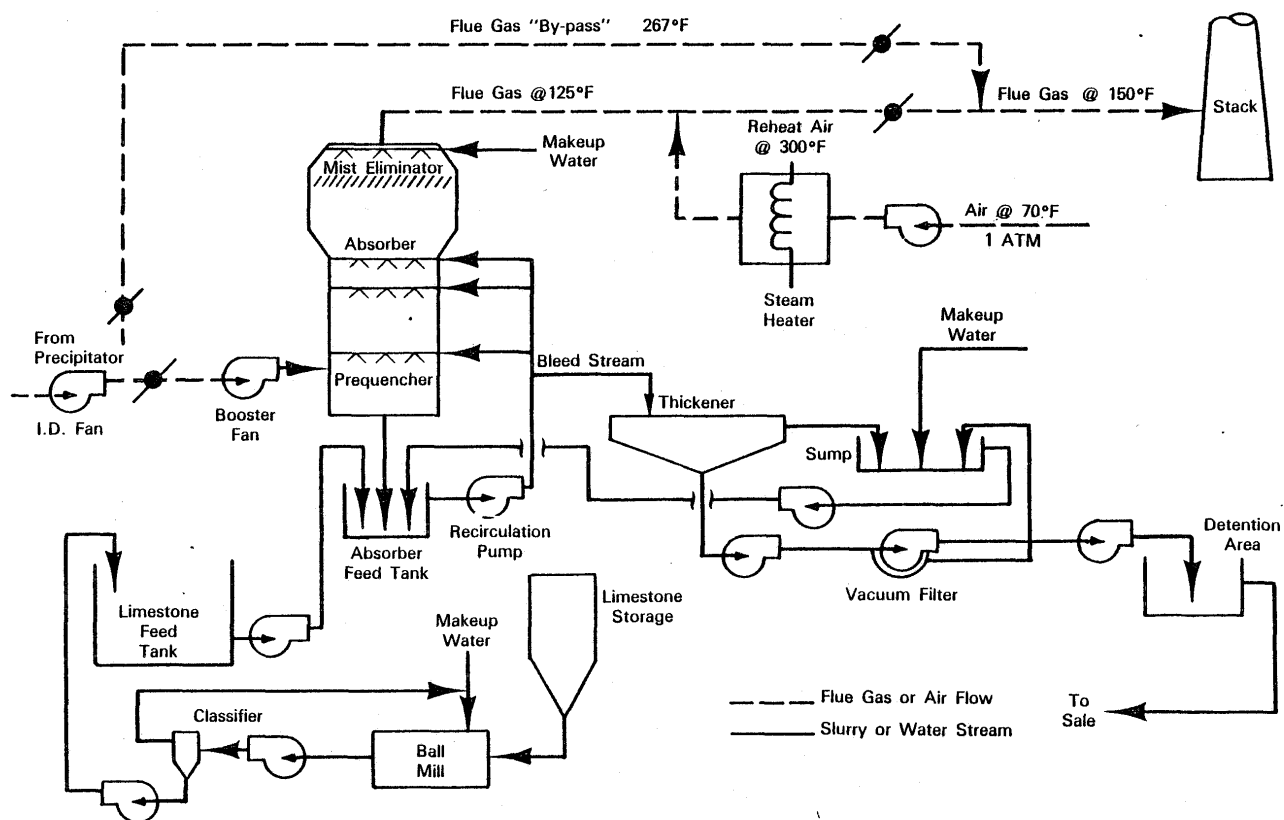 Flue Gas "By-pass" 267°F
Flue Gas @125°F
Flue Gas @ 150°F
Stack
Reheat Air
@ 300°F
Makeup
Water
Mist Eliminator
Air @ 70°F
1 ATM
Absorber
Steam
Heater
Makeup
Water
From
Precipitator
Bleed Stream
Prequencher
Thickener
Booster
Fan
I.D. Fan
Sump
Recirculation
Pump
Detention
Area
Absorber
Feed Tank
Vacuum Filter
Limestone
Storage
Limestone
Feed
Tank
Makeup
Water
Flue Gas or Air Flow
To
Sale
Classifier
Slurry or Water Stream
Ball
Mill